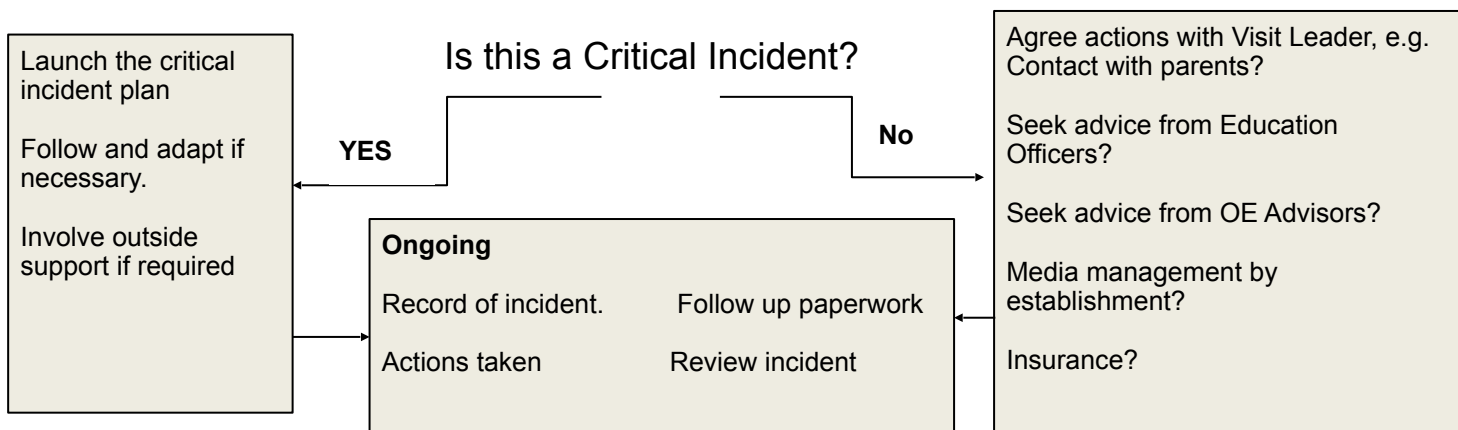 Is this a Critical Incident?
Launch the critical
incident plan
Follow and adapt if
necessary.
Involve outside
support if required
YES
No
Agree actions with Visit Leader, e.g.
Contact with parents?
Seek advice from Education
Officers?
Seek advice from OE Advisors?
Media management by
establishment?
Insurance?
Ongoing
Record of incident. Follow up paperwork
Actions taken Review incident